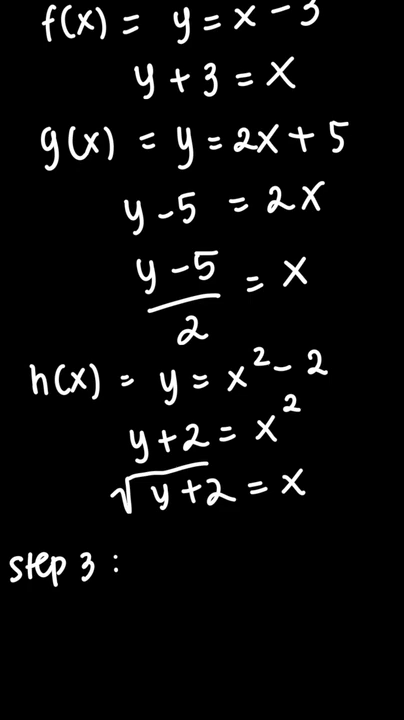 f(x) = y = x - 3
y + 3 = x
g(x) = y = 2x + 5
y - 5 = 2x
y - 5
―― = x
2
h(x) = y = x² - 2
y + 2 = x²
√y + 2 = x
step 3 :